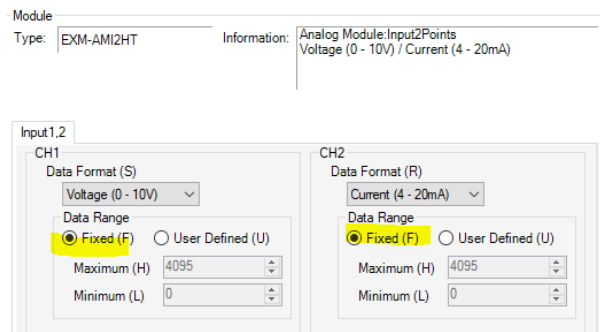 Module
Type: EXM-AMI2HT Information: Analog Module:Input2Points
Voltage (0 - 10V) / Current (4 - 20mA)
Input1,2
CH1
Data Format (S)
Voltage (0 - 10V)
Data Range
Fixed (F) User Defined (U)
Maximum (H) 4095
Minimum (L) 0
CH2
Data Format (R)
Current (4 - 20mA)
Data Range
Fixed (F) User Defined (U)
Maximum (H) 4095
Minimum (L) 0